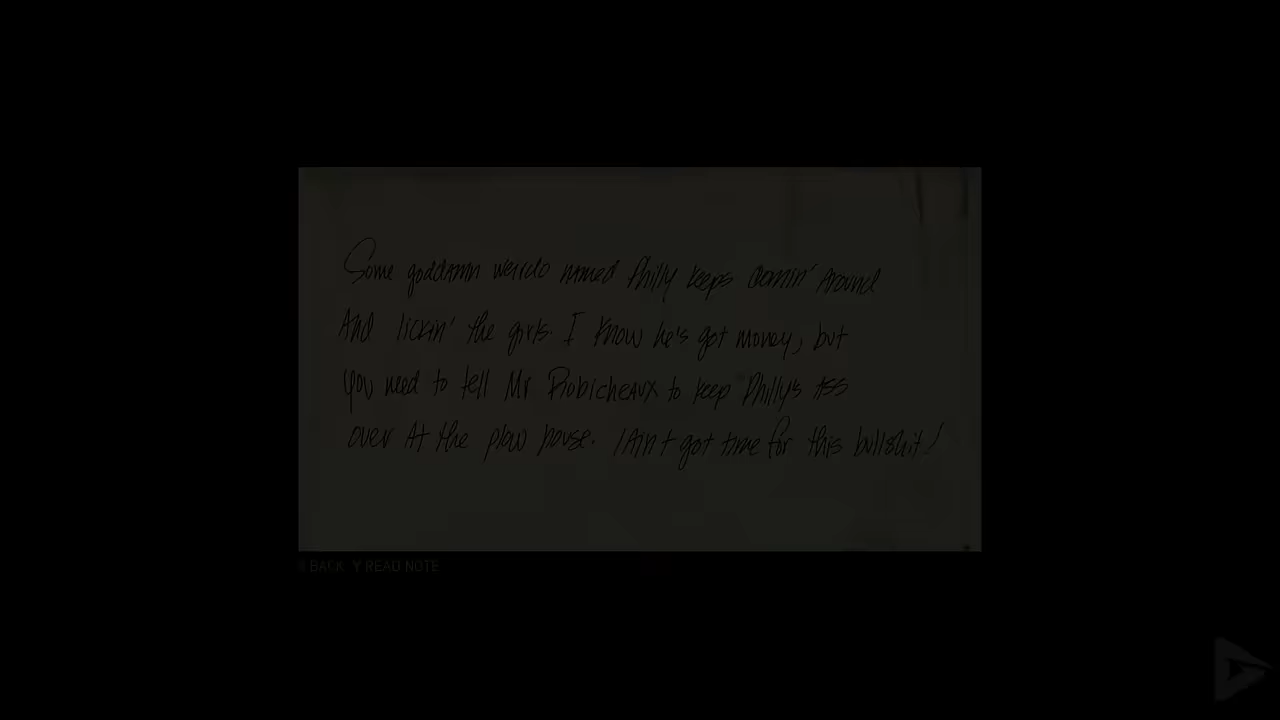 Some goddamn weirdo named Philly keeps comin' around
And lickin' the girls. I know he's got money, but
you need to tell Mr Robicheaux to keep Philly's ass
over at the plow house. I ain't got time for this bullshit!
BACK Y READ NOTE